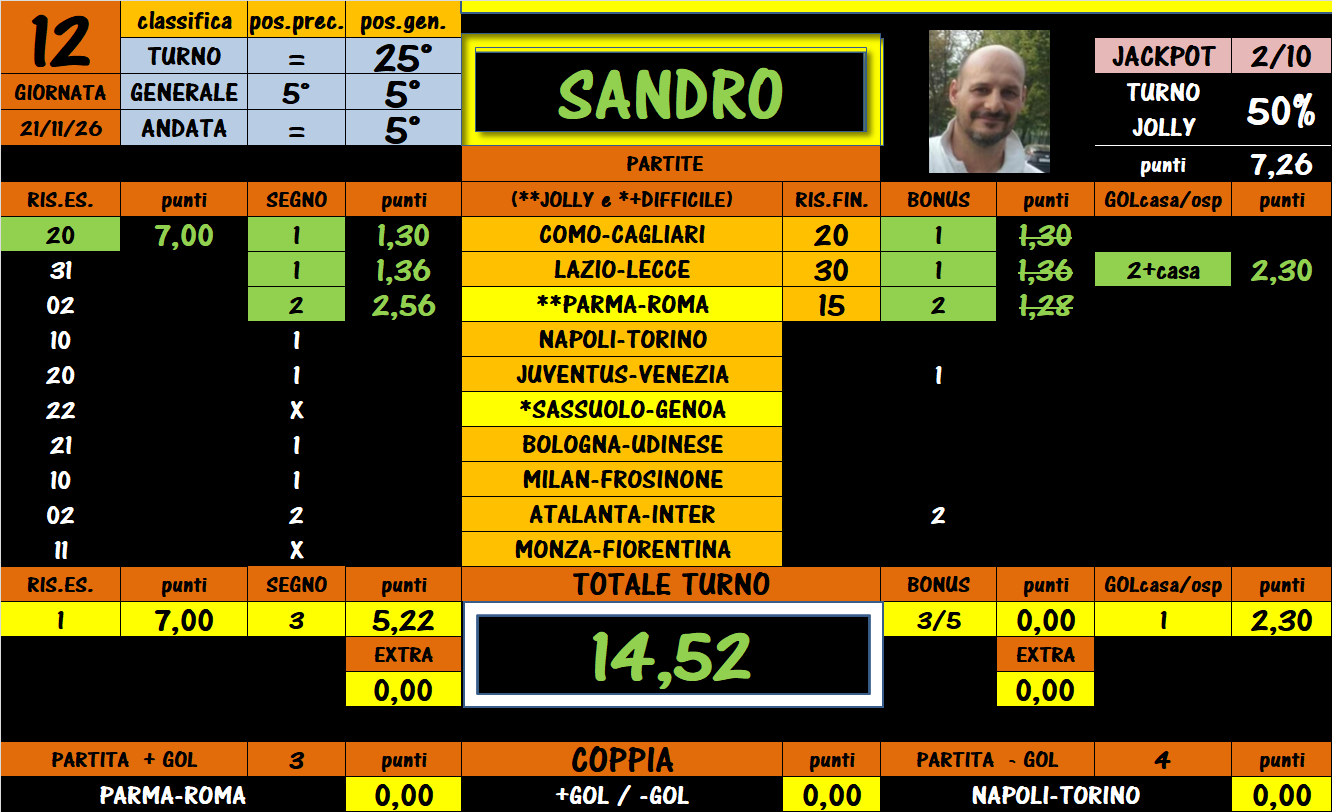 12 classifica pos.prec. pos.gen.
TURNO = 25°
GIORNATA GENERALE 5° 5°
21/11/26 ANDATA = 5°
SANDRO
JACKPOT 2/10
TURNO JOLLY 50%
punti 7,26
PARTITE
RIS.ES. punti SEGNO punti (**JOLLY e *+DIFFICILE) RIS.FIN. BONUS punti GOLcasa/osp punti
20 7,00 1 1,30 COMO-CAGLIARI 20 1 1,30
31 1 1,36 LAZIO-LECCE 30 1 1,36 2+casa 2,30
02 2 2,56 **PARMA-ROMA 15 2 1,28
10 1 NAPOLI-TORINO
20 1 JUVENTUS-VENEZIA 1
22 X *SASSUOLO-GENOA
21 1 BOLOGNA-UDINESE
10 1 MILAN-FROSINONE
02 2 ATALANTA-INTER 2
11 X MONZA-FIORENTINA
RIS.ES. punti SEGNO punti TOTALE TURNO BONUS punti GOLcasa/osp punti
1 7,00 3 5,22 14,52 3/5 0,00 1 2,30
EXTRA EXTRA
0,00 0,00
PARTITA + GOL 3 punti COPPIA punti PARTITA - GOL 4 punti
PARMA-ROMA 0,00 +GOL / -GOL 0,00 NAPOLI-TORINO 0,00